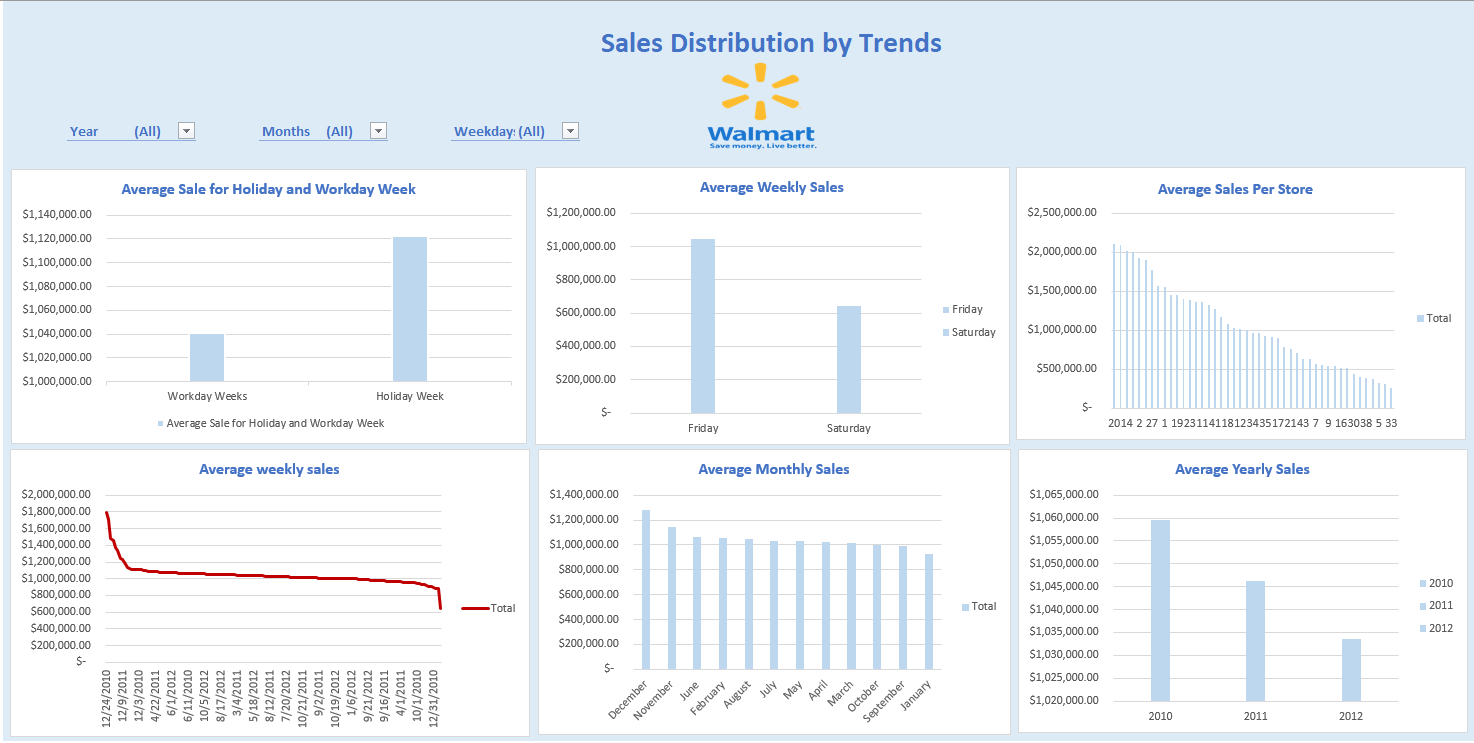 Sales Distribution by Trends
Walmart
Save money. Live better.
Year (All)
Months (All)
Weekdays (All)
Average Sale for Holiday and Workday Week
$1,140,000.00
$1,120,000.00
$1,100,000.00
$1,080,000.00
$1,060,000.00
$1,040,000.00
$1,020,000.00
$1,000,000.00
Workday Weeks Holiday Week
Average Sale for Holiday and Workday Week
Average Weekly Sales
$1,200,000.00
$1,000,000.00
$800,000.00
$600,000.00
$400,000.00
$200,000.00
$-
Friday Saturday
Friday
Saturday
Average Sales Per Store
$2,500,000.00
$2,000,000.00
$1,500,000.00
$1,000,000.00
$500,000.00
$-
2014 2 27 1 1923114118123435172143 7 9 163038 5 33
Total
Average weekly sales
$2,000,000.00
$1,800,000.00
$1,600,000.00
$1,400,000.00
$1,200,000.00
$1,000,000.00
$800,000.00
$600,000.00
$400,000.00
$200,000.00
$-
12/24/2010
12/9/2011
12/3/2010
4/22/2011
6/1/2012
6/11/2010
10/5/2012
8/17/2012
3/4/2011
5/18/2012
8/12/2011
7/20/2012
10/21/2011
9/2/2011
10/19/2012
1/6/2012
9/21/2012
9/16/2011
4/1/2011
10/1/2010
12/31/2010
Total
Average Monthly Sales
$1,400,000.00
$1,200,000.00
$1,000,000.00
$800,000.00
$600,000.00
$400,000.00
$200,000.00
$-
December
November
June
February
August
July
May
April
March
October
September
January
Total
Average Yearly Sales
$1,065,000.00
$1,060,000.00
$1,055,000.00
$1,050,000.00
$1,045,000.00
$1,040,000.00
$1,035,000.00
$1,030,000.00
$1,025,000.00
$1,020,000.00
2010 2011 2012
2010
2011
2012